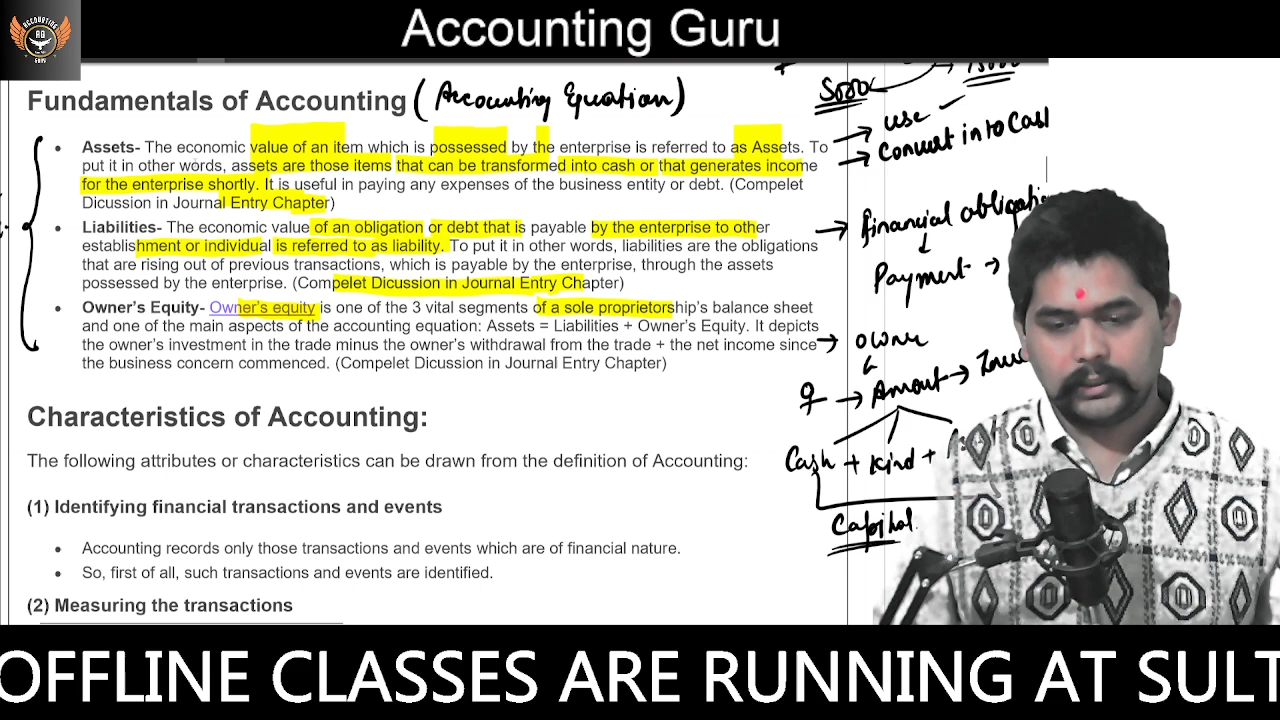 Accounting Guru
ACCOUNTING
AG
GURU
Fundamentals of Accounting (Accounting Equation)
5000
→ use
→ Convert into Cash
• Assets- The economic value of an item which is possessed by the enterprise is referred to as Assets. To
put it in other words, assets are those items that can be transformed into cash or that generates income
for the enterprise shortly. It is useful in paying any expenses of the business entity or debt. (Compelet
Dicussion in Journal Entry Chapter)
• Liabilities- The economic value of an obligation or debt that is payable by the enterprise to other
establishment or individual is referred to as liability. To put it in other words, liabilities are the obligations
that are rising out of previous transactions, which is payable by the enterprise, through the assets
possessed by the enterprise. (Compelet Dicussion in Journal Entry Chapter)
→ financial obligation
Payment →
• Owner's Equity- Owner's equity is one of the 3 vital segments of a sole proprietorship's balance sheet
and one of the main aspects of the accounting equation: Assets = Liabilities + Owner's Equity. It depicts
the owner's investment in the trade minus the owner's withdrawal from the trade + the net income since
the business concern commenced. (Compelet Dicussion in Journal Entry Chapter)
→ owner
→ Amount →
Cash + Kind +
Capital
Characteristics of Accounting:
The following attributes or characteristics can be drawn from the definition of Accounting:
(1) Identifying financial transactions and events
• Accounting records only those transactions and events which are of financial nature.
• So, first of all, such transactions and events are identified.
(2) Measuring the transactions
OFFLINE CLASSES ARE RUNNING AT SULT